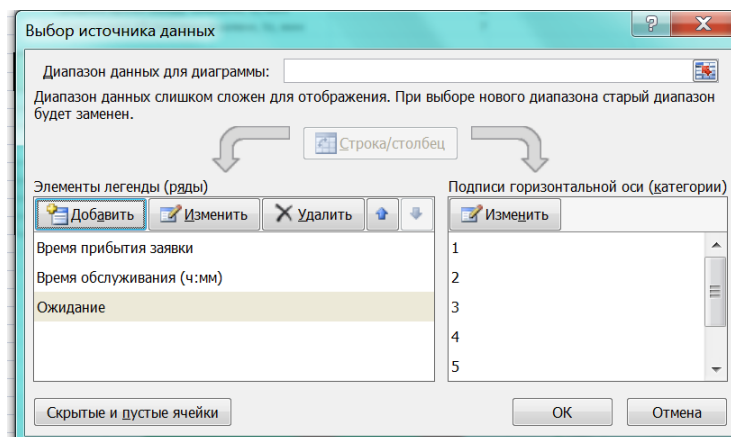 Выбор источника данных
Диапазон данных для диаграммы:
Диапазон данных слишком сложен для отображения. При выборе нового диапазона старый диапазон
будет заменен.
Строка/столбец
Элементы легенды (ряды)
Подписи горизонтальной оси (категории)
Добавить
Изменить
Удалить
Изменить
Время прибытия заявки
1
Время обслуживания (ч:мм)
2
Ожидание
3
4
5
Скрытые и пустые ячейки
ОК
Отмена